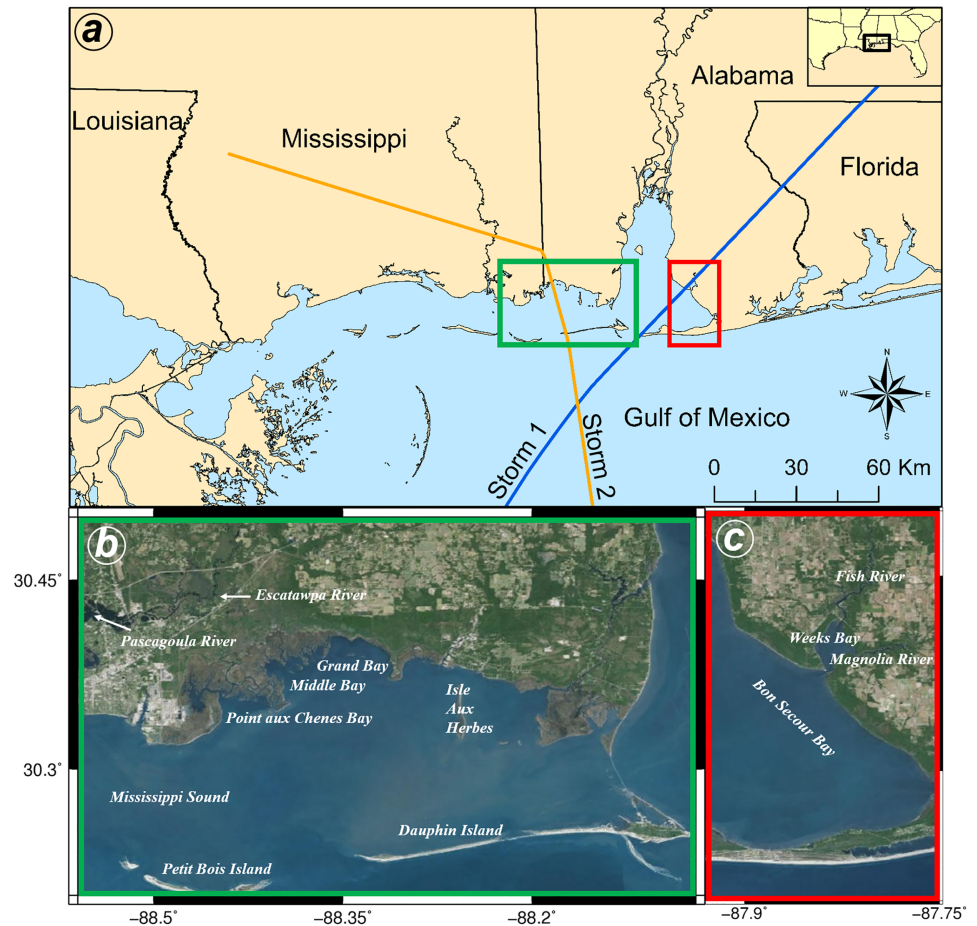 a
Alabama
Louisiana
Mississippi
Florida
N
W
E
S
Gulf of Mexico
Storm 1
Storm 2
0
30
60 Km
b
c
30.45°
30.3°
Escatawpa River
Pascagoula River
Grand Bay
Middle Bay
Isle
Aux
Herbes
Point aux Chenes Bay
Mississippi Sound
Dauphin Island
Petit Bois Island
Fish River
Weeks Bay
Magnolia River
Bon Secour Bay
−88.5°
−88.35°
−88.2°
−87.9°
−87.75°